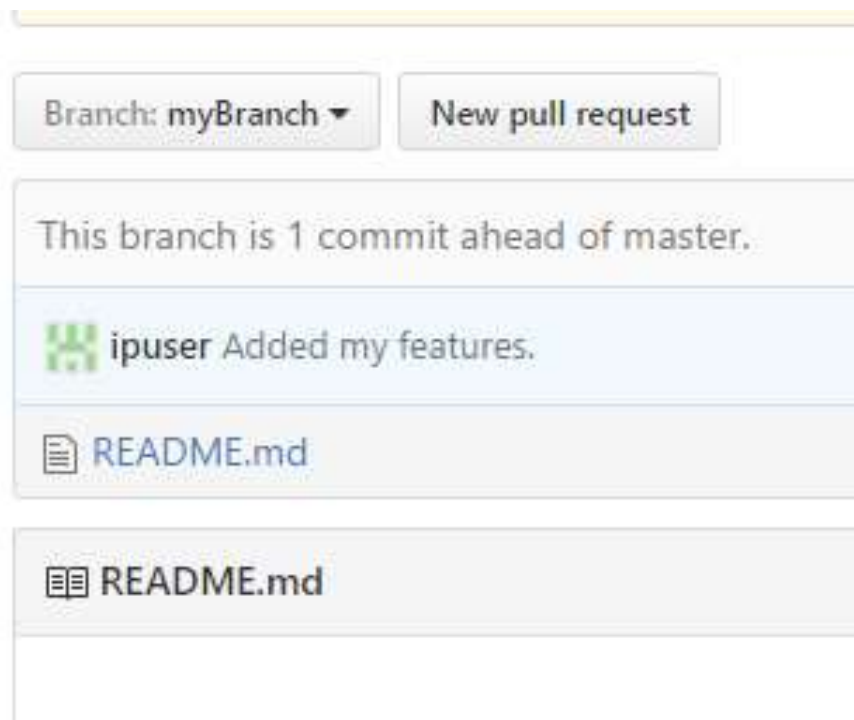 Branch: myBranch
New pull request
This branch is 1 commit ahead of master.
ipuser Added my features.
README.md
README.md